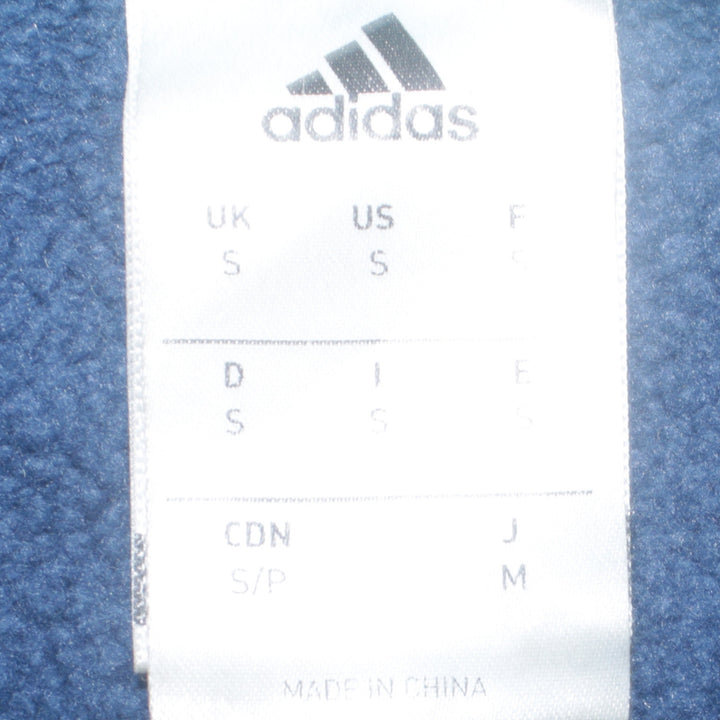 adidas
UK US F
S S S
D I E
S S S
CDN J
S/P M
MADE IN CHINA